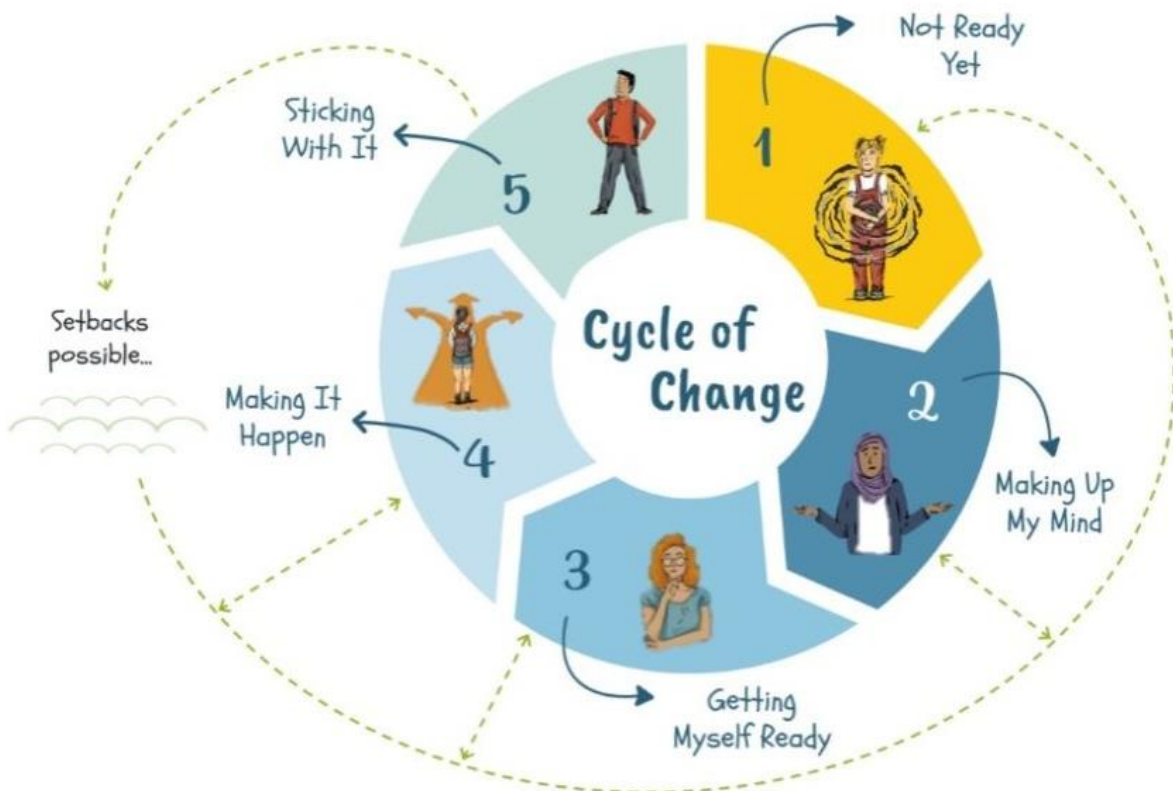 Not Ready
Yet
1
Sticking
With It
5
Cycle of
Change
2
Making Up
My Mind
Setbacks
possible...
Making It
Happen
4
3
Getting
Myself Ready